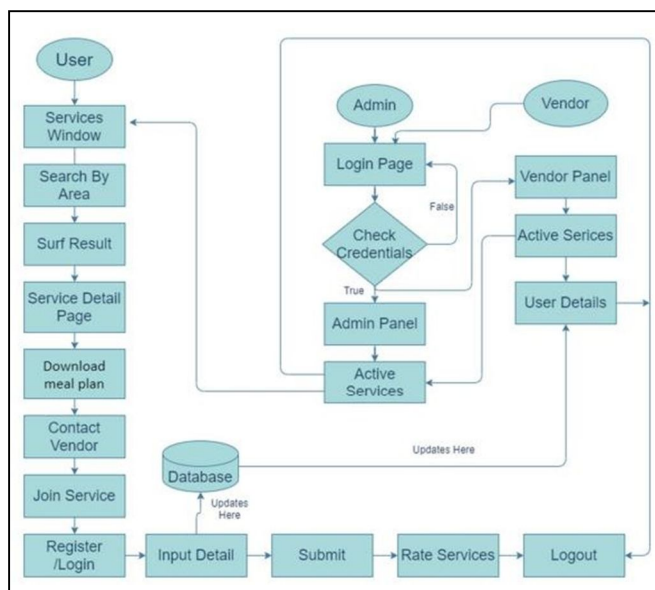 User
Services
Window
Search By
Area
Surf Result
Service Detail
Page
Download
meal plan
Contact
Vendor
Join Service
Register
/Login
Input Detail
Submit
Rate Services
Logout
Database
Updates
Here
Updates Here
Admin
Vendor
Login Page
False
Check
Credentials
True
Admin Panel
Active
Services
Vendor Panel
Active Serices
User Details